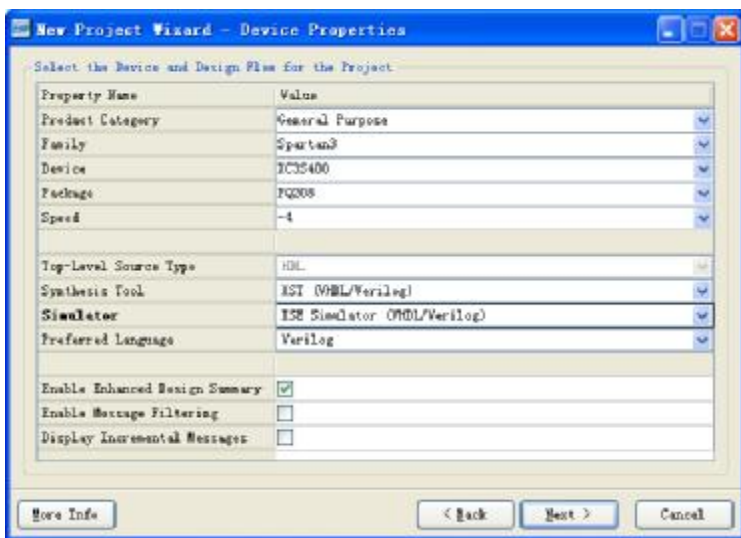 New Project Wizard - Device Properties
Select the Device and Design Flow for the Project
Property Name Value
Product Category General Purpose
Family Spartan3
Device XC3S400
Package PQ208
Speed -4
Top-Level Source Type HDL
Synthesis Tool XST (VHDL/Verilog)
Simulator ISE Simulator (VHDL/Verilog)
Preferred Language Verilog
Enable Enhanced Design Summary
Enable Message Filtering
Display Incremental Messages
More Info < Back Next > Cancel